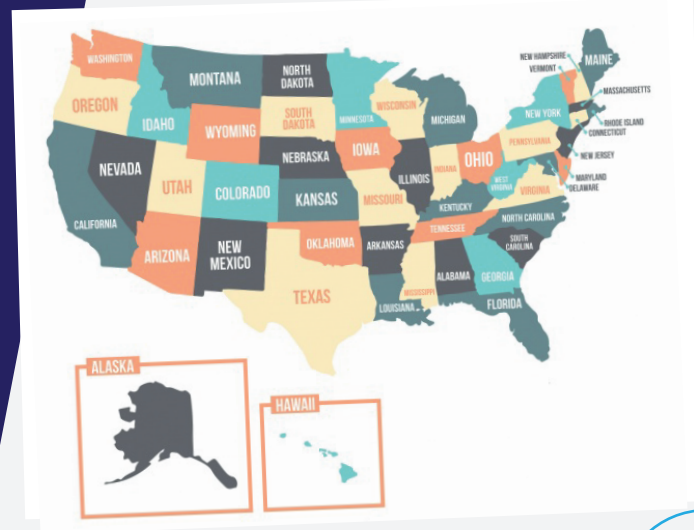 WASHINGTON
MONTANA
NORTH
DAKOTA
MINNESOTA
OREGON
IDAHO
WYOMING
SOUTH
DAKOTA
WISCONSIN
MICHIGAN
NEW HAMPSHIRE
VERMONT
MAINE
MASSACHUSETTS
NEW YORK
RHODE ISLAND
CONNECTICUT
PENNSYLVANIA
NEW JERSEY
NEVADA
UTAH
COLORADO
NEBRASKA
IOWA
ILLINOIS
INDIANA
OHIO
WEST
VIRGINIA
VIRGINIA
MARYLAND
DELAWARE
CALIFORNIA
KANSAS
MISSOURI
KENTUCKY
NORTH CAROLINA
ARIZONA
NEW
MEXICO
OKLAHOMA
ARKANSAS
TENNESSEE
SOUTH
CAROLINA
TEXAS
LOUISIANA
MISSISSIPPI
ALABAMA
GEORGIA
FLORIDA
ALASKA
HAWAII